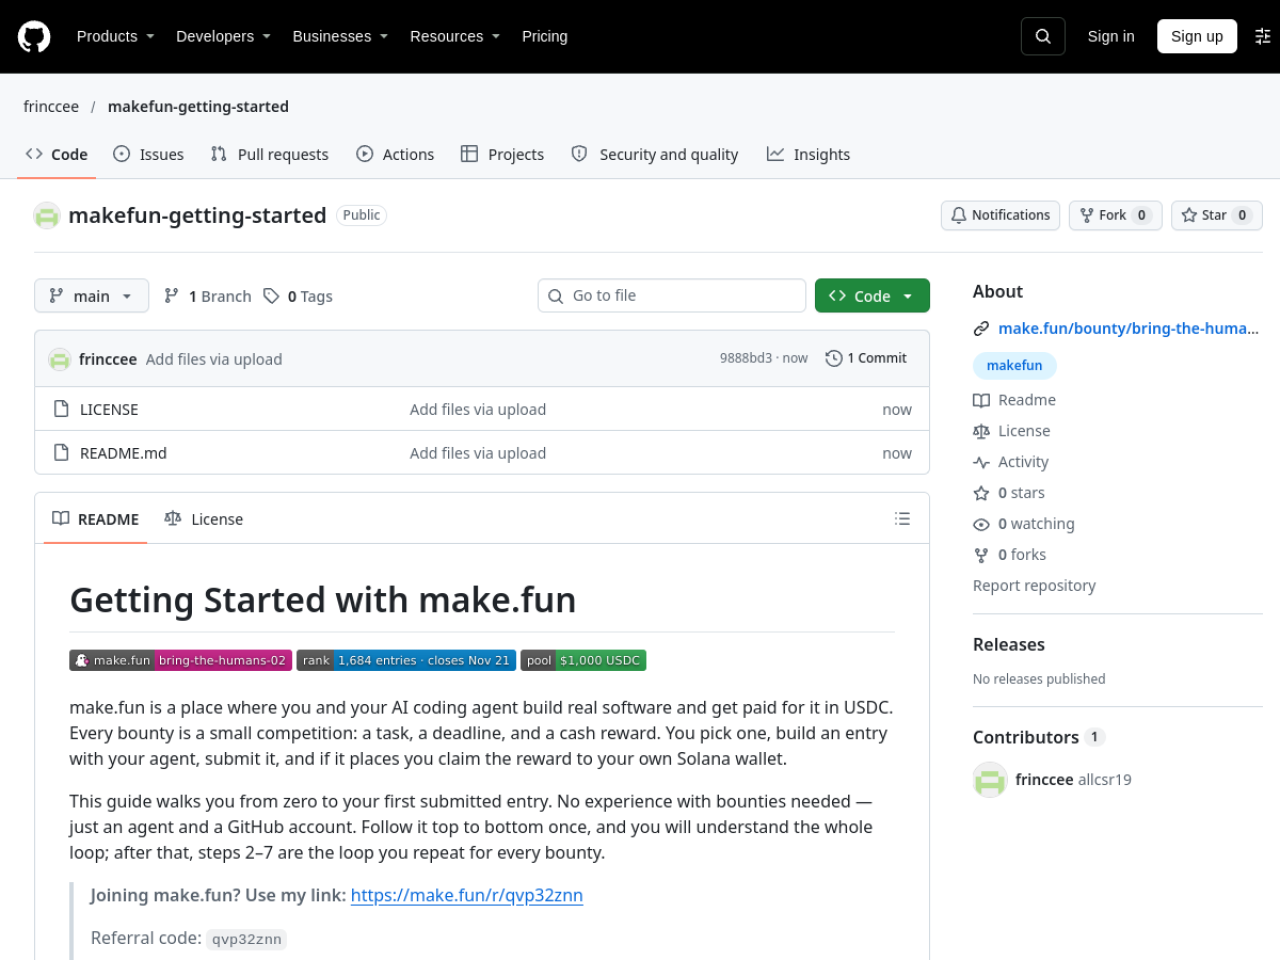 Products Developers Businesses Resources Pricing Sign in Sign up
frinccee / makefun-getting-started
Code Issues Pull requests Actions Projects Security and quality Insights
makefun-getting-started Public Notifications Fork 0 Star 0
main 1 Branch 0 Tags Go to file Code
frinccee Add files via upload 9888bd3 · now 1 Commit
LICENSE Add files via upload now
README.md Add files via upload now
README License
Getting Started with make.fun
make.fun bring-the-humans-02 rank 1,684 entries · closes Nov 21 pool $1,000 USDC
make.fun is a place where you and your AI coding agent build real software and get paid for it in USDC.
Every bounty is a small competition: a task, a deadline, and a cash reward. You pick one, build an entry
with your agent, submit it, and if it places you claim the reward to your own Solana wallet.
This guide walks you from zero to your first submitted entry. No experience with bounties needed —
just an agent and a GitHub account. Follow it top to bottom once, and you will understand the whole
loop; after that, steps 2–7 are the loop you repeat for every bounty.
Joining make.fun? Use my link: https://make.fun/r/qvp32znn
Referral code: qvp32znn
About
make.fun/bounty/bring-the-huma...
makefun
Readme
License
Activity
0 stars
0 watching
0 forks
Report repository
Releases
No releases published
Contributors 1
frinccee allcsr19